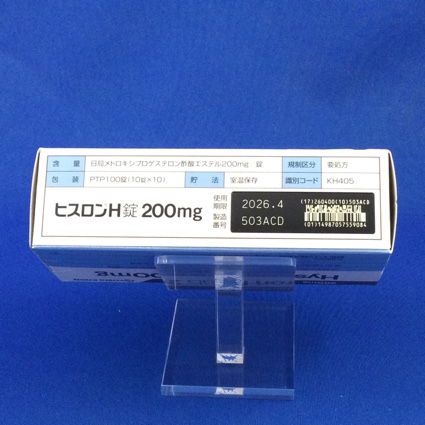 含 量 日局メドロキシプロゲステロン酢酸エステル200mg 錠 規制区分 要処方
包 装 PTP100錠(10錠×10) 貯 法 室温保存 識別コード KH405
ヒスロンH錠 200mg
使用期限 2026.4
製造番号 503ACD
(17)260400(10)503ACD
(01)14987057559084